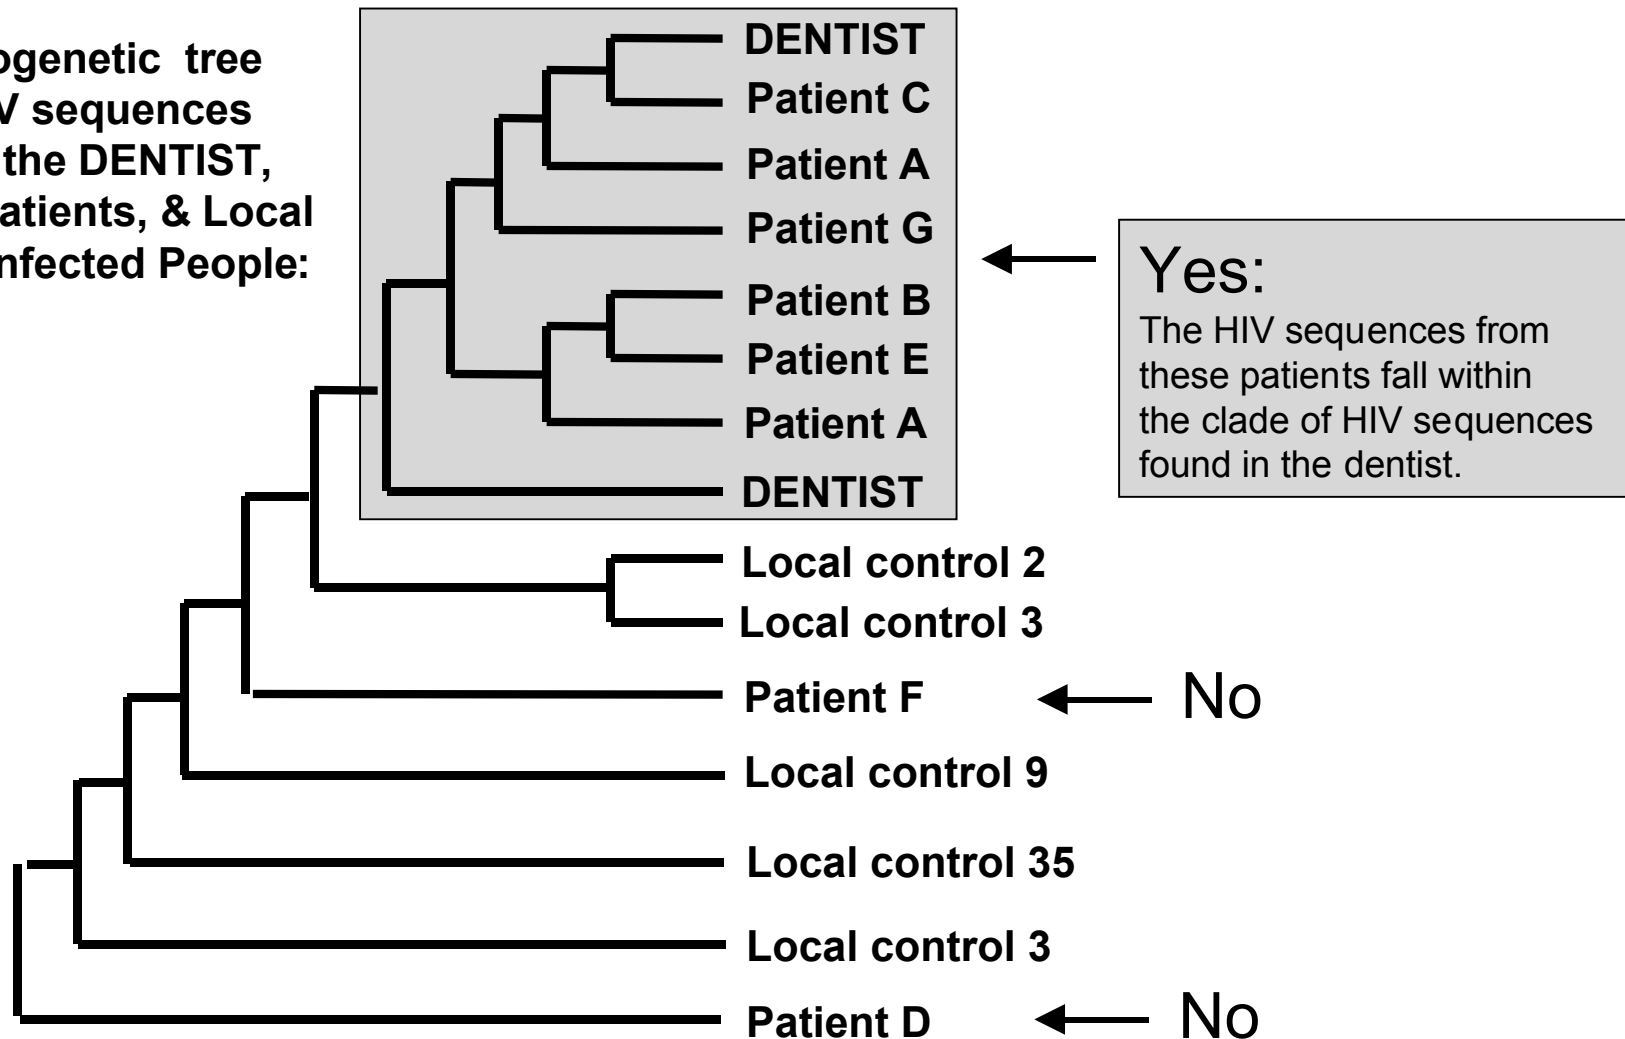 ogenetic tree
V sequences
the DENTIST,
atients, & Local
nfected People:
DENTIST
Patient C
Patient A
Patient G
Patient B
Patient E
Patient A
DENTIST
Local control 2
Local control 3
Patient F
Local control 9
Local control 35
Local control 3
Patient D
Yes:
The HIV sequences from
these patients fall within
the clade of HIV sequences
found in the dentist.
No
No